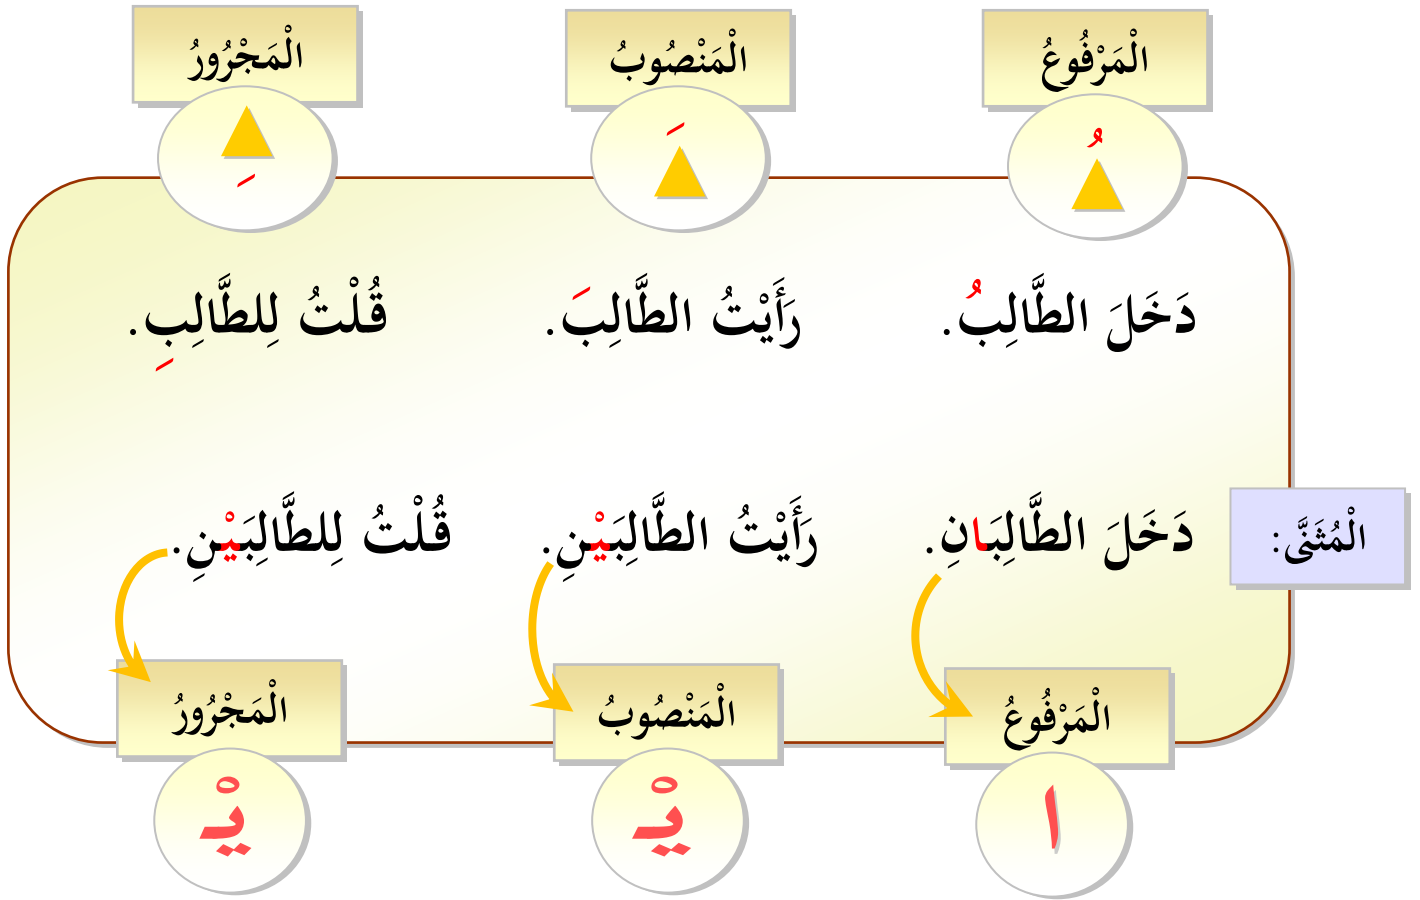 الْمَرْفُوعُ الْمَنْصُوبُ الْمَجْرُورُ
ـُ ـَ ـِ
دَخَلَ الطَّالِبُ. رَأَيْتُ الطَّالِبَ. قُلْتُ لِلطَّالِبِ.
الْمُثَنَّى: دَخَلَ الطَّالِبَانِ. رَأَيْتُ الطَّالِبَيْنِ. قُلْتُ لِلطَّالِبَيْنِ.
الْمَرْفُوعُ الْمَنْصُوبُ الْمَجْرُورُ
ا يْـ يْـ